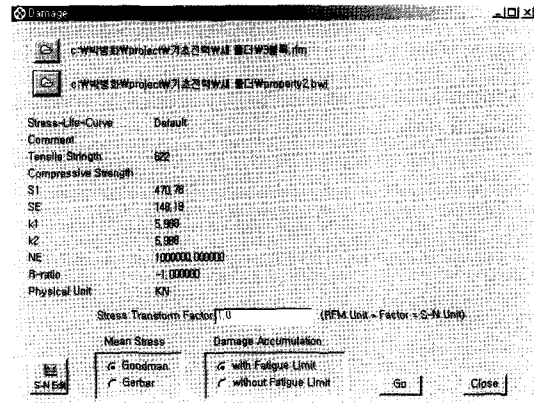 Damage
c:₩박병화₩project₩기초전력₩새 폴더₩3블록.rfm
c:₩박병화₩project₩기초전력₩새 폴더₩property2.bwt
Stress-Life-Curve Default
Comment
Tensile Stringth 622
Compressive Strength
S1 470.78
SE 148.19
k1 5.988
k2 5.988
NE 1000000.000000
R-ratio -1.000000
Physical Unit KN
Stress Transform Factor 1.0 (RFM Unit - Factor = S-N Unit)
Mean Stress Damage Accumulation
Goodman with Fatigue Limit
S-N Edit Gerber without Fatigue Limit Go Close